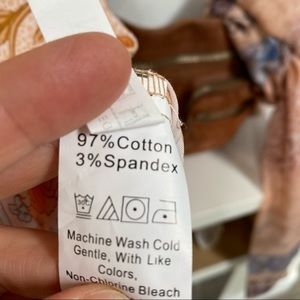 97%Cotton
3%Spandex
Machine Wash Cold
Gentle, With Like
Colors,
Non-Chlorine Bleach